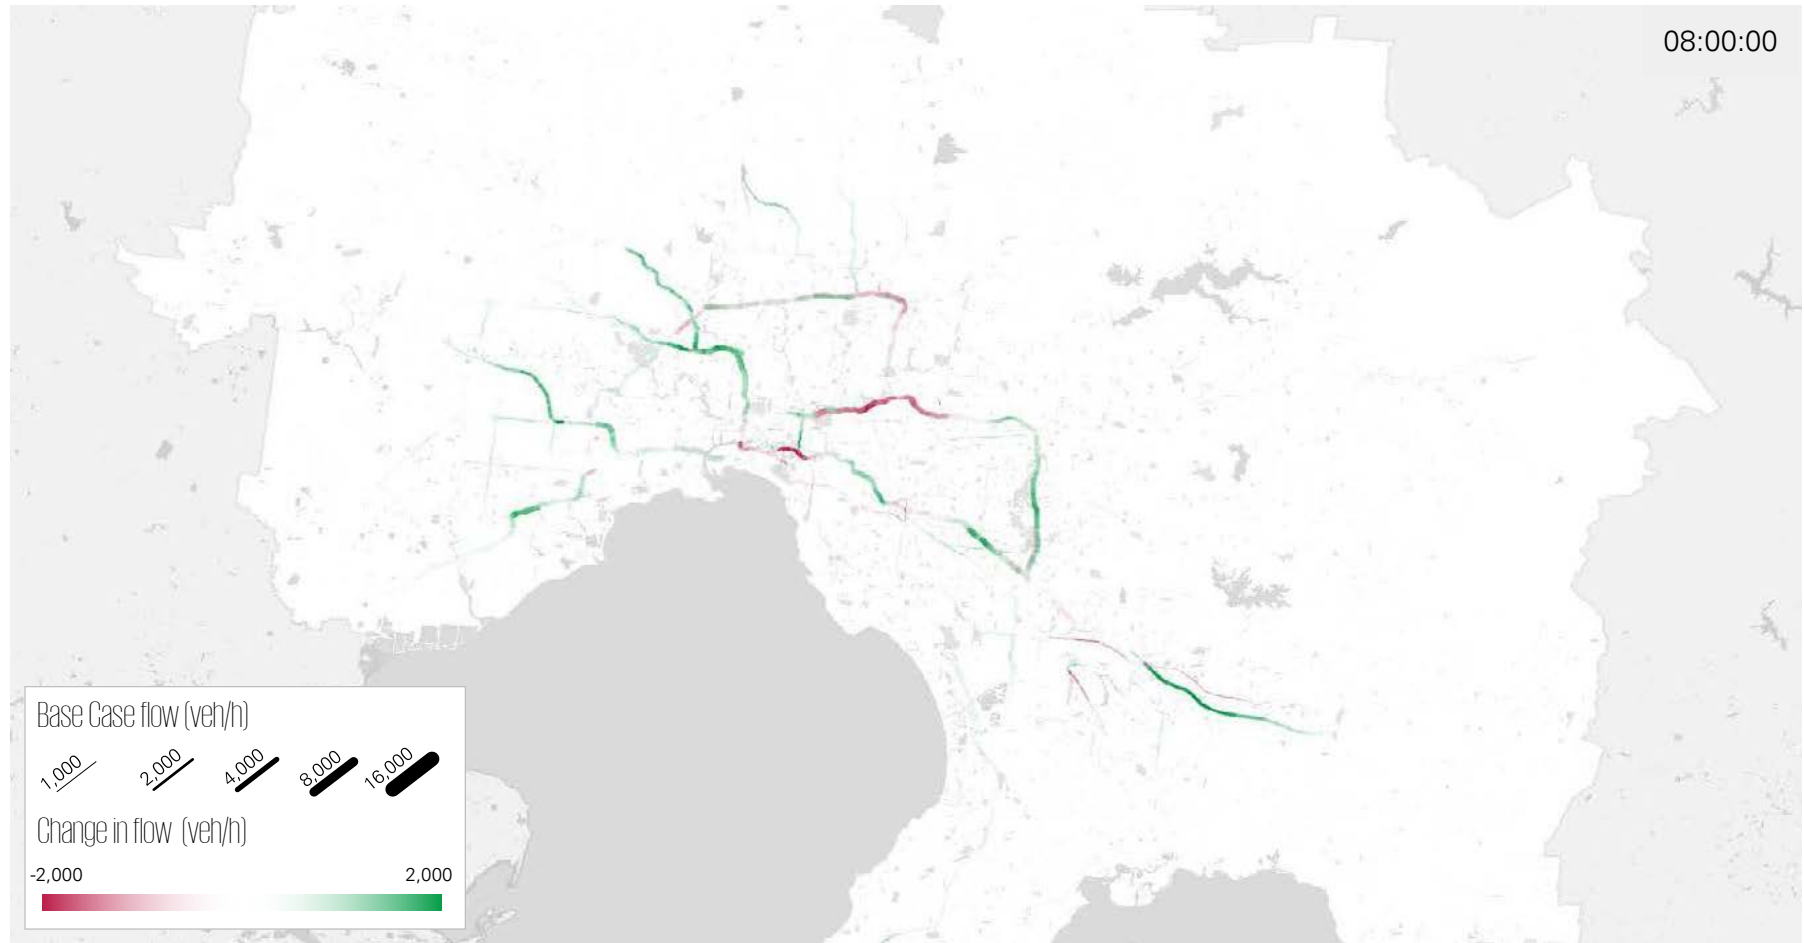 08:00:00
Base Case flow (veh/h)
1,000 2,000 4,000 8,000 16,000
Change in flow (veh/h)
-2,000 2,000